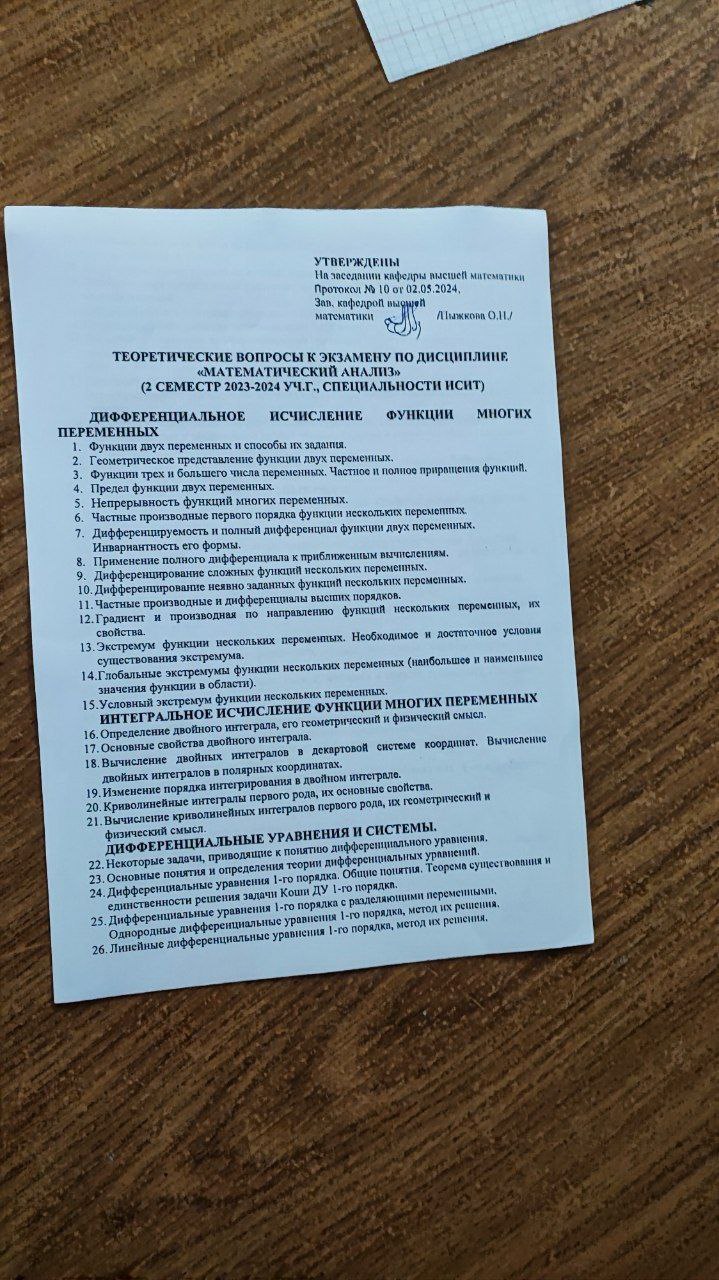 УТВЕРЖДЕНЫ
На заседании кафедры высшей математики
Протокол № 10 от 02.05.2024.
Зав. кафедрой высшей
математики /Пыжкова О.Н./
ТЕОРЕТИЧЕСКИЕ ВОПРОСЫ К ЭКЗАМЕНУ ПО ДИСЦИПЛИНЕ
«МАТЕМАТИЧЕСКИЙ АНАЛИЗ»
(2 СЕМЕСТР 2023-2024 УЧ.Г., СПЕЦИАЛЬНОСТИ ИСИТ)
ДИФФЕРЕНЦИАЛЬНОЕ ИСЧИСЛЕНИЕ ФУНКЦИИ МНОГИХ
ПЕРЕМЕННЫХ
1. Функции двух переменных и способы их задания.
2. Геометрическое представление функции двух переменных.
3. Функции трех и большего числа переменных. Частное и полное приращения функций.
4. Предел функции двух переменных.
5. Непрерывность функций многих переменных.
6. Частные производные первого порядка функции нескольких переменных.
7. Дифференцируемость и полный дифференциал функции двух переменных.
Инвариантность его формы.
8. Применение полного дифференциала к приближенным вычислениям.
9. Дифференцирование сложных функций нескольких переменных.
10. Дифференцирование неявно заданных функций нескольких переменных.
11. Частные производные и дифференциалы высших порядков.
12. Градиент и производная по направлению функций нескольких переменных, их
свойства.
13. Экстремум функции нескольких переменных. Необходимое и достаточное условия
существования экстремума.
14. Глобальные экстремумы функции нескольких переменных (наибольшее и наименьшее
значения функции в области).
15. Условный экстремум функции нескольких переменных.
ИНТЕГРАЛЬНОЕ ИСЧИСЛЕНИЕ ФУНКЦИИ МНОГИХ ПЕРЕМЕННЫХ
16. Определение двойного интеграла, его геометрический и физический смысл.
17. Основные свойства двойного интеграла.
18. Вычисление двойных интегралов в декартовой системе координат. Вычисление
двойных интегралов в полярных координатах.
19. Изменение порядка интегрирования в двойном интеграле.
20. Криволинейные интегралы первого рода, их основные свойства.
21. Вычисление криволинейных интегралов первого рода, их геометрический и
физический смысл.
ДИФФЕРЕНЦИАЛЬНЫЕ УРАВНЕНИЯ И СИСТЕМЫ.
22. Некоторые задачи, приводящие к понятию дифференциального уравнения.
23. Основные понятия и определения теории дифференциальных уравнений.
24. Дифференциальные уравнения 1-го порядка. Общие понятия. Теорема существования и
единственности решения задачи Коши ДУ 1-го порядка.
25. Дифференциальные уравнения 1-го порядка с разделяющими переменными.
Однородные дифференциальные уравнения 1-го порядка, метод их решения.
26. Линейные дифференциальные уравнения 1-го порядка, метод их решения.